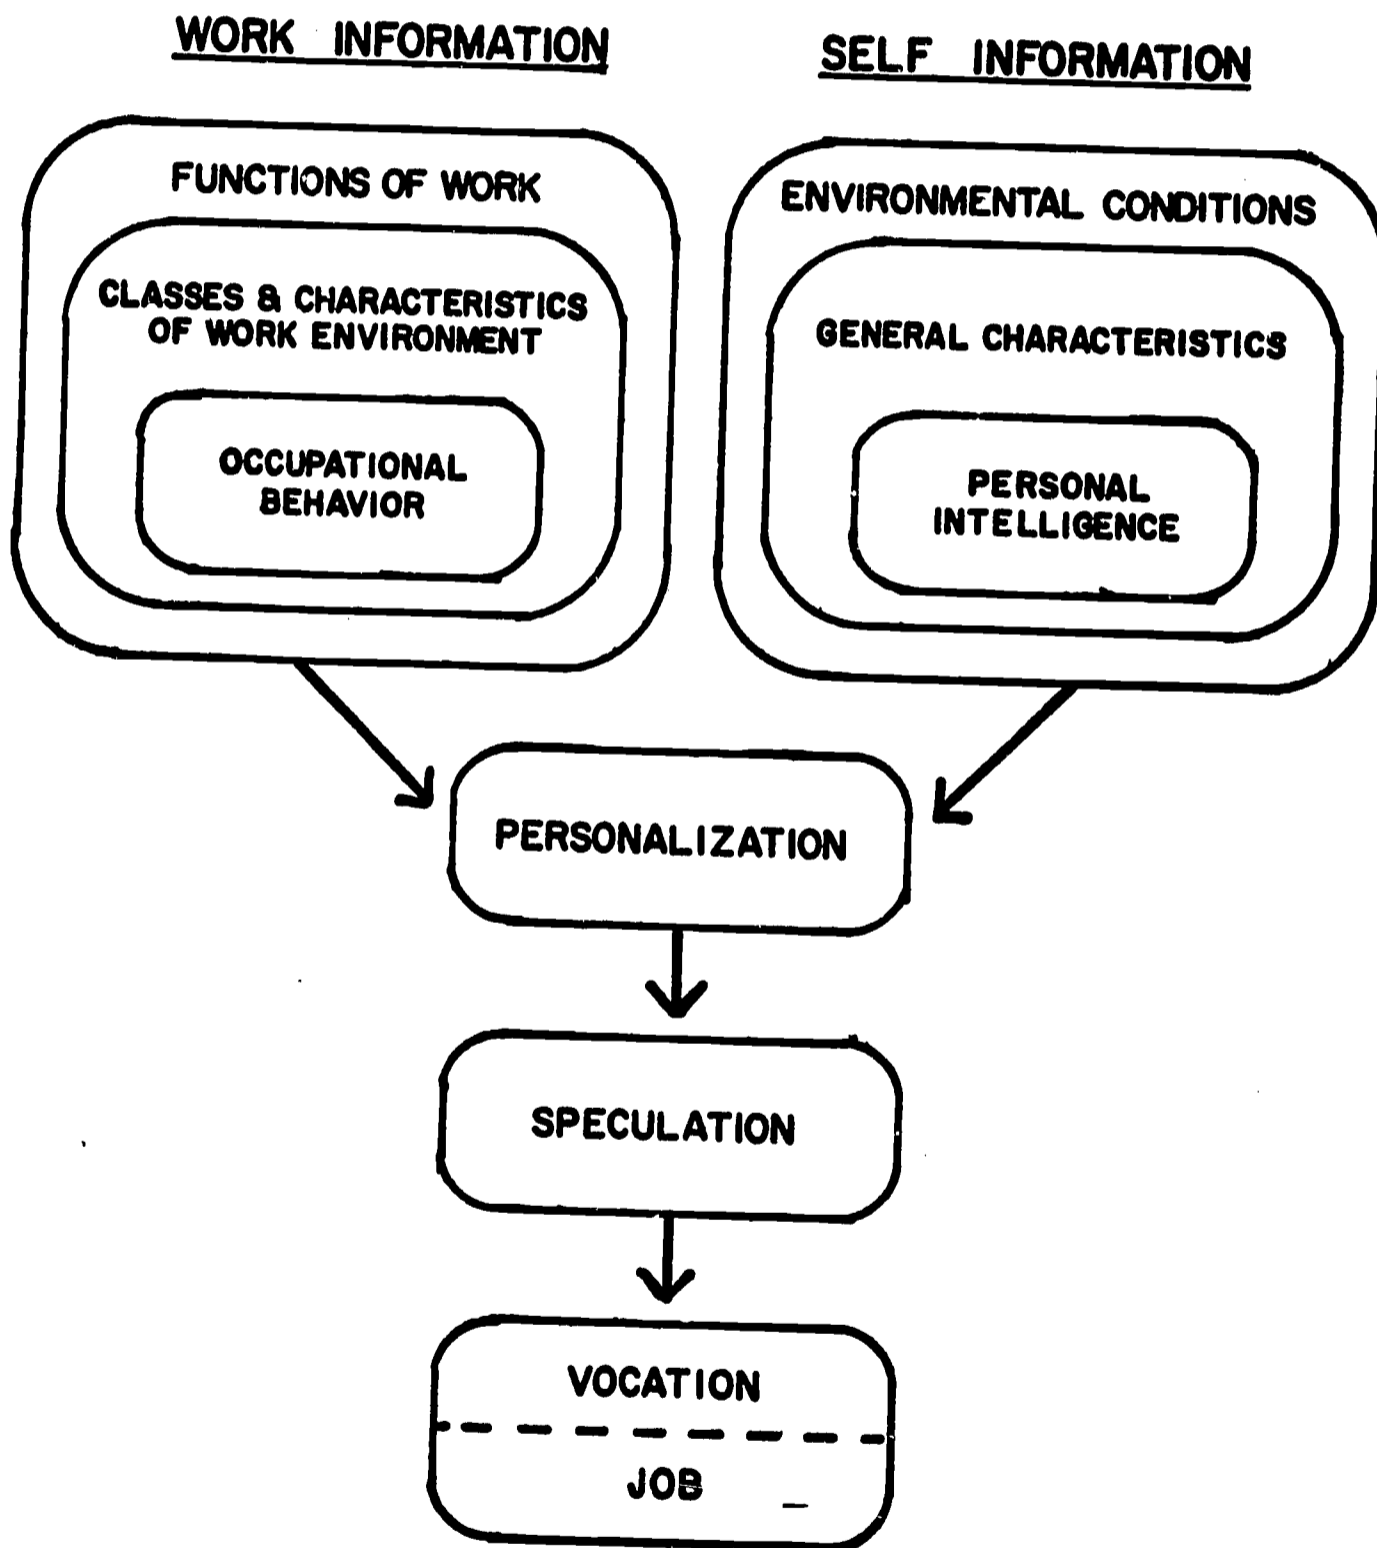 WORK INFORMATION
SELF INFORMATION
FUNCTIONS OF WORK
CLASSES & CHARACTERISTICS
OF WORK ENVIRONMENT
OCCUPATIONAL
BEHAVIOR
ENVIRONMENTAL CONDITIONS
GENERAL CHARACTERISTICS
PERSONAL
INTELLIGENCE
PERSONALIZATION
SPECULATION
VOCATION
JOB